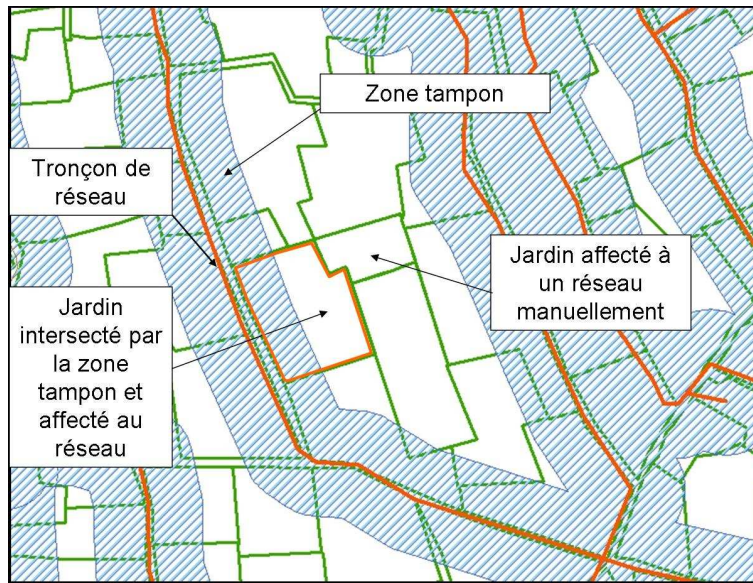 Zone tampon
Tronçon de
réseau
Jardin affecté à
un réseau
manuellement
Jardin
intersecté par
la zone
tampon et
affecté au
réseau